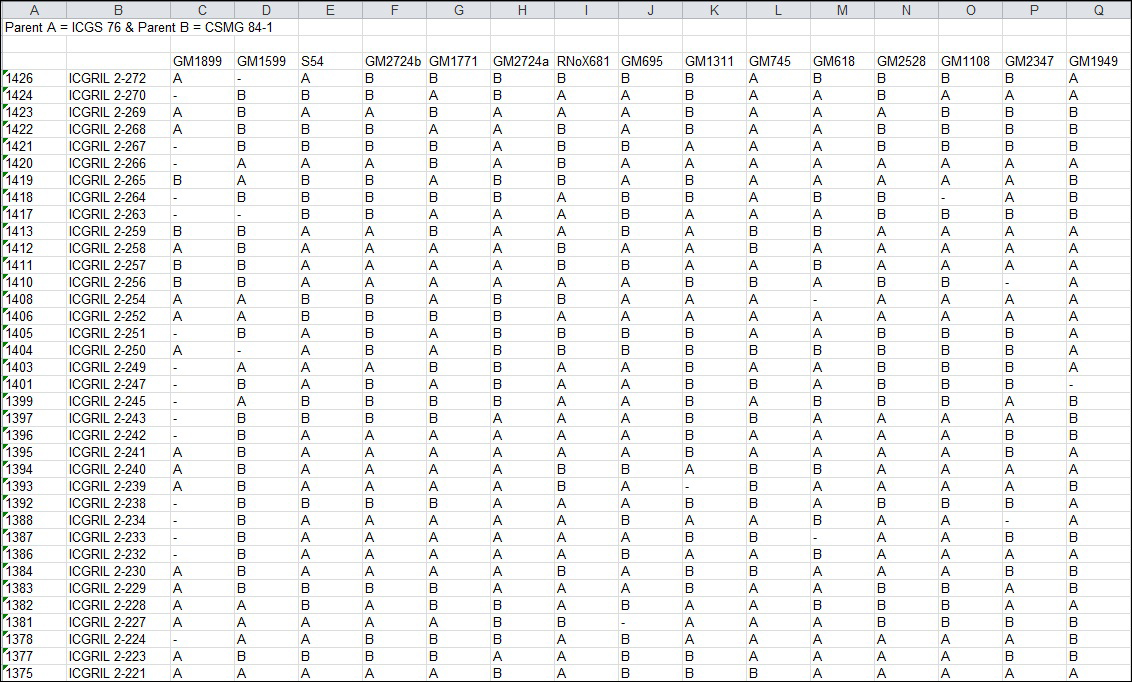 A B C D E F G H I J K L M N O P Q
Parent A = ICGS 76 & Parent B = CSMG 84-1
GM1899 GM1599 S54 GM2724b GM1771 GM2724a RNoX681 GM695 GM1311 GM745 GM618 GM2528 GM1108 GM2347 GM1949
1426 ICGRIL 2-272 A - A B B B B B B A B B B B A
1424 ICGRIL 2-270 - B B B A B A A B A A B A A A
1423 ICGRIL 2-269 A B A A B A A A B A A A B B B
1422 ICGRIL 2-268 A B B B A A B A B A A B B B B
1421 ICGRIL 2-267 - B B B B A B B A A A B B B B
1420 ICGRIL 2-266 - A A A B A B A A A A A A A A
1419 ICGRIL 2-265 B A B B A B B A B A A A A A B
1418 ICGRIL 2-264 - B B B B B A B B A B B - A B
1417 ICGRIL 2-263 - - B B A A A B A A A B B B B
1413 ICGRIL 2-259 B B A A B A A B A B B A A A A
1412 ICGRIL 2-258 A B A A A A B A A B A A A A A
1411 ICGRIL 2-257 B B A A A A B B A A B A A A A
1410 ICGRIL 2-256 B B A A A A A A B B A B B - A
1408 ICGRIL 2-254 A A B B A B B A A A - A A A A
1406 ICGRIL 2-252 A A B B B B A A A A A A A A A
1405 ICGRIL 2-251 - B A B A B B B B A A B B B A
1404 ICGRIL 2-250 A - A B A B B B B B B B B B A
1403 ICGRIL 2-249 - A A A B B A A B A A B B B A
1401 ICGRIL 2-247 - B A B A B A A B B A B B B -
1399 ICGRIL 2-245 - A B B B B A A B A B B B A B
1397 ICGRIL 2-243 - B B B B A A A B B A A A B B
1396 ICGRIL 2-242 - B A A A A A A B A A A A B B
1395 ICGRIL 2-241 A B A A A A A A B A A A A B A
1394 ICGRIL 2-240 A B A A A A B B A B B A A A A
1393 ICGRIL 2-239 A B A A A A B A - B A A A A B
1392 ICGRIL 2-238 - B B B B A A A B B A B B B A
1388 ICGRIL 2-234 - B A A A A A B A A B A A - A
1387 ICGRIL 2-233 - B A A A A A A B B - A A B B
1386 ICGRIL 2-232 - B A A A A A B A A B A A A B
1384 ICGRIL 2-230 A B A A A A B A B B A A A B B
1383 ICGRIL 2-229 A B B B B A A A B B B B B A B
1382 ICGRIL 2-228 A A B A B B A B B A B B B A A
1381 ICGRIL 2-227 A A A A A B B - A A A B B B B
1378 ICGRIL 2-224 - A A B B B A B A A A A A A A
1377 ICGRIL 2-223 A B B B B A A B B A A A A B B
1375 ICGRIL 2-221 A A A A A B A B B A B A A A A